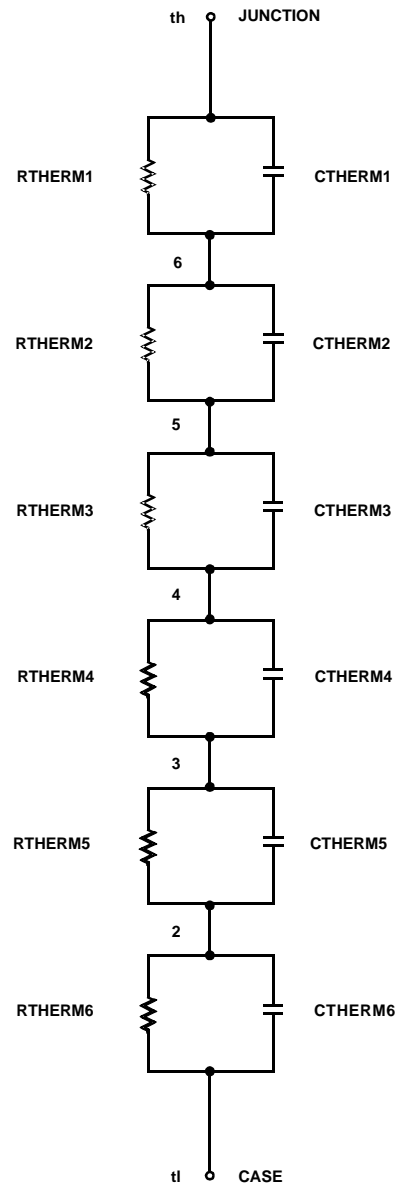 th JUNCTION
RTHERM1 CTHERM1
6
RTHERM2 CTHERM2
5
RTHERM3 CTHERM3
4
RTHERM4 CTHERM4
3
RTHERM5 CTHERM5
2
RTHERM6 CTHERM6
tl CASE